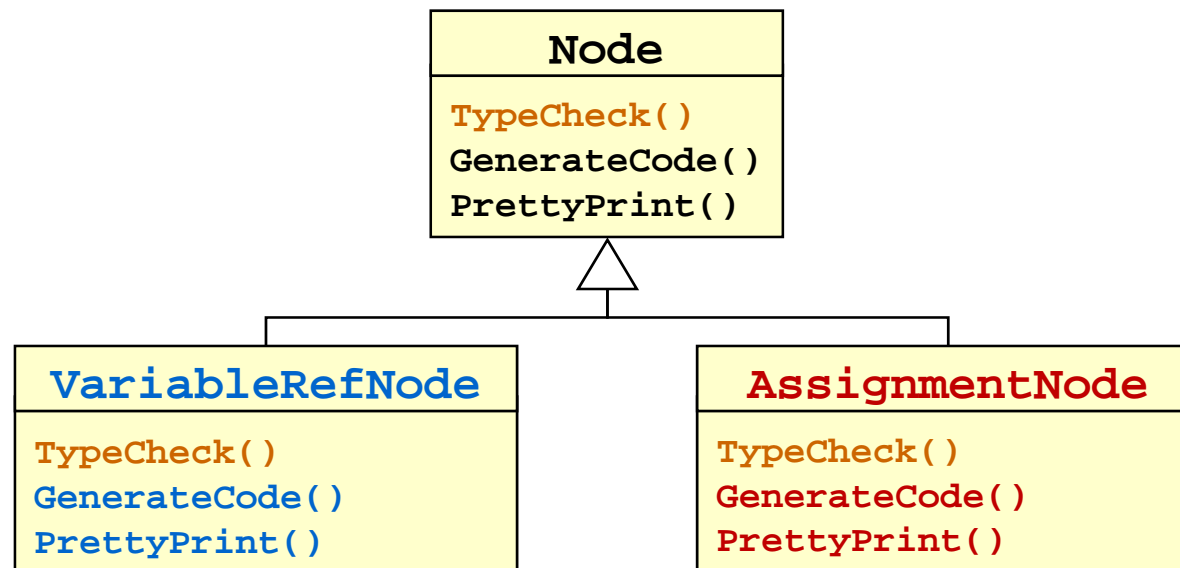 Node
TypeCheck()
GenerateCode()
PrettyPrint()
VariableRefNode
TypeCheck()
GenerateCode()
PrettyPrint()
AssignmentNode
TypeCheck()
GenerateCode()
PrettyPrint()